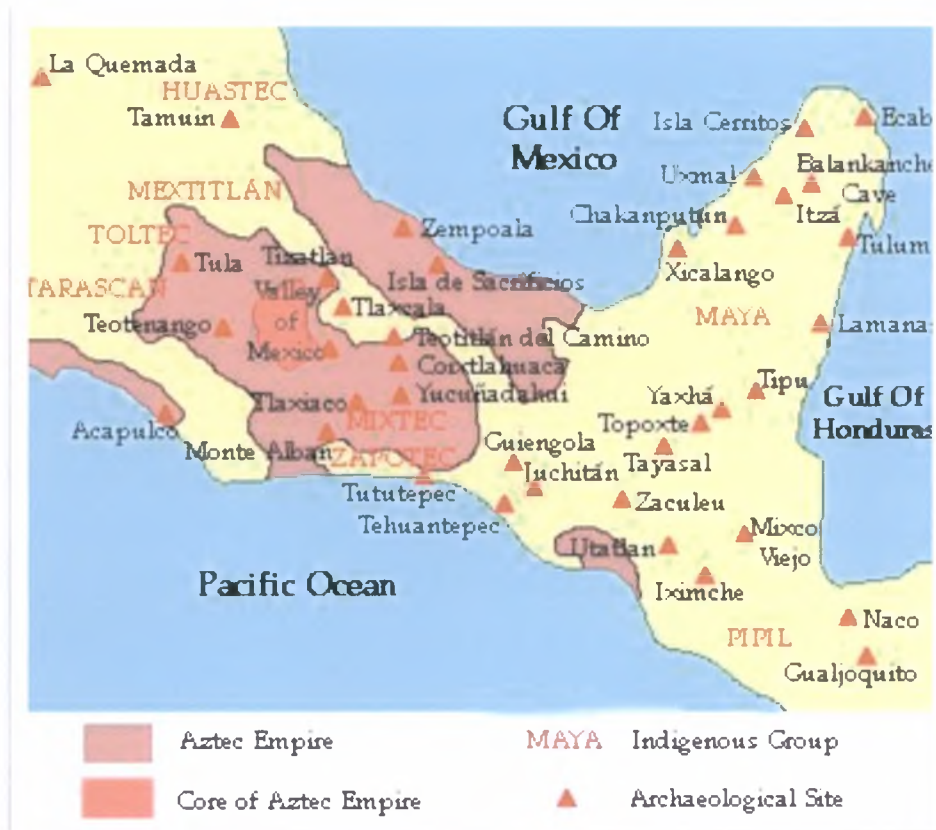 La Quemada
HUASTEC
Tamuin
Gulf Of
Mexico
Isla Cerritos
Ecab
Balankanche
Cave
Uxmal
Itzá
MEXTITLÁN
Chakanputun
TOLTEC
Zempoala
Tulum
Tula
Tizatlan
Xicalango
TARASCAN
Valley
of
Mexico
Isla de Sacrificios
Tlaxcala
MAYA
Lamana
Teotenango
Teotitlán del Camino
Coixtlahuaca
Yucuñadahui
Tipu
Gulf Of
Honduras
Yaxhá
Tlaxiaco
MIXTEC
Topoxte
Acapulco
Monte Alban
ZAPOTEC
Guiengola
Tayasal
Juchitán
Tututepec
Zaculeu
Tehuantepec
Mixco
Viejo
Utatlan
Pacific Ocean
Iximche
Naco
PIPIL
Gualjoquito
Aztec Empire
MAYA Indigenous Group
Core of Aztec Empire
Archaeological Site